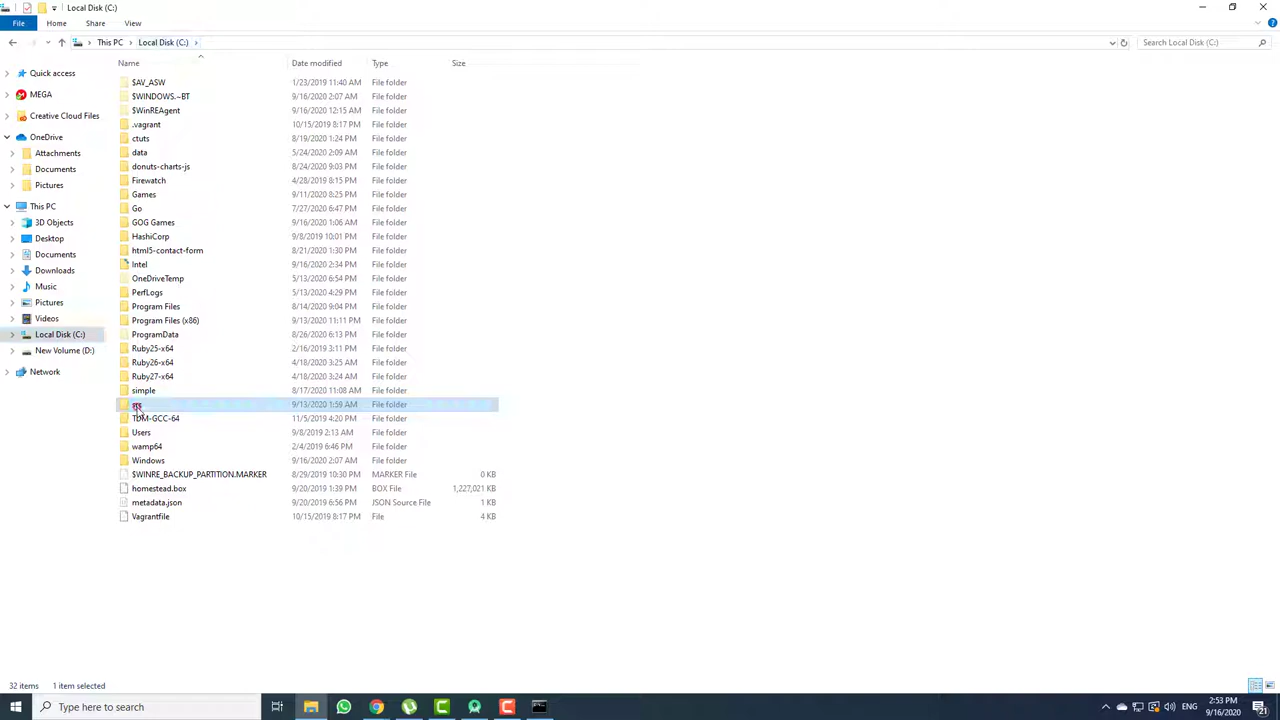 Local Disk (C:)
File Home Share View
This PC Local Disk (C:) Search Local Disk (C:)
Name Date modified Type Size
Quick access
MEGA
Creative Cloud Files
OneDrive
Attachments
Documents
Pictures
This PC
3D Objects
Desktop
Documents
Downloads
Music
Pictures
Videos
Local Disk (C:)
New Volume (D:)
Network
$AV_ASW 1/23/2019 11:40 AM File folder
$WINDOWS.~BT 9/16/2020 2:07 AM File folder
$WinREAgent 9/16/2020 12:15 AM File folder
.vagrant 10/15/2019 8:17 PM File folder
ctuts 8/19/2020 1:24 PM File folder
data 5/24/2020 2:09 AM File folder
donuts-charts-js 8/24/2020 9:03 PM File folder
Firewatch 4/28/2019 8:15 PM File folder
Games 9/11/2020 8:25 PM File folder
Go 7/27/2020 6:47 PM File folder
GOG Games 9/16/2020 1:06 AM File folder
HashiCorp 9/8/2019 10:01 PM File folder
html5-contact-form 8/21/2020 1:30 PM File folder
Intel 9/16/2020 2:34 PM File folder
OneDriveTemp 5/13/2020 6:54 PM File folder
PerfLogs 5/13/2020 4:29 PM File folder
Program Files 8/14/2020 9:04 PM File folder
Program Files (x86) 9/13/2020 11:11 PM File folder
ProgramData 8/26/2020 6:13 PM File folder
Ruby25-x64 2/16/2019 3:11 PM File folder
Ruby26-x64 4/18/2020 3:25 AM File folder
Ruby27-x64 4/18/2020 3:24 AM File folder
simple 8/17/2020 11:08 AM File folder
9/13/2020 1:59 AM File folder
TDM-GCC-64 11/5/2019 4:20 PM File folder
Users 9/8/2019 2:13 AM File folder
wamp64 2/4/2019 6:46 PM File folder
Windows 9/16/2020 2:07 AM File folder
$WINRE_BACKUP_PARTITION.MARKER 8/29/2019 10:30 PM MARKER File 0 KB
homestead.box 9/20/2019 3:19 PM BOX File 1,227,021 KB
metadata.json 9/20/2019 6:56 PM JSON Source File 1 KB
Vagrantfile 10/15/2019 8:17 PM File 4 KB
32 items 1 item selected
Type here to search
ENG
2:53 PM
9/16/2020
21